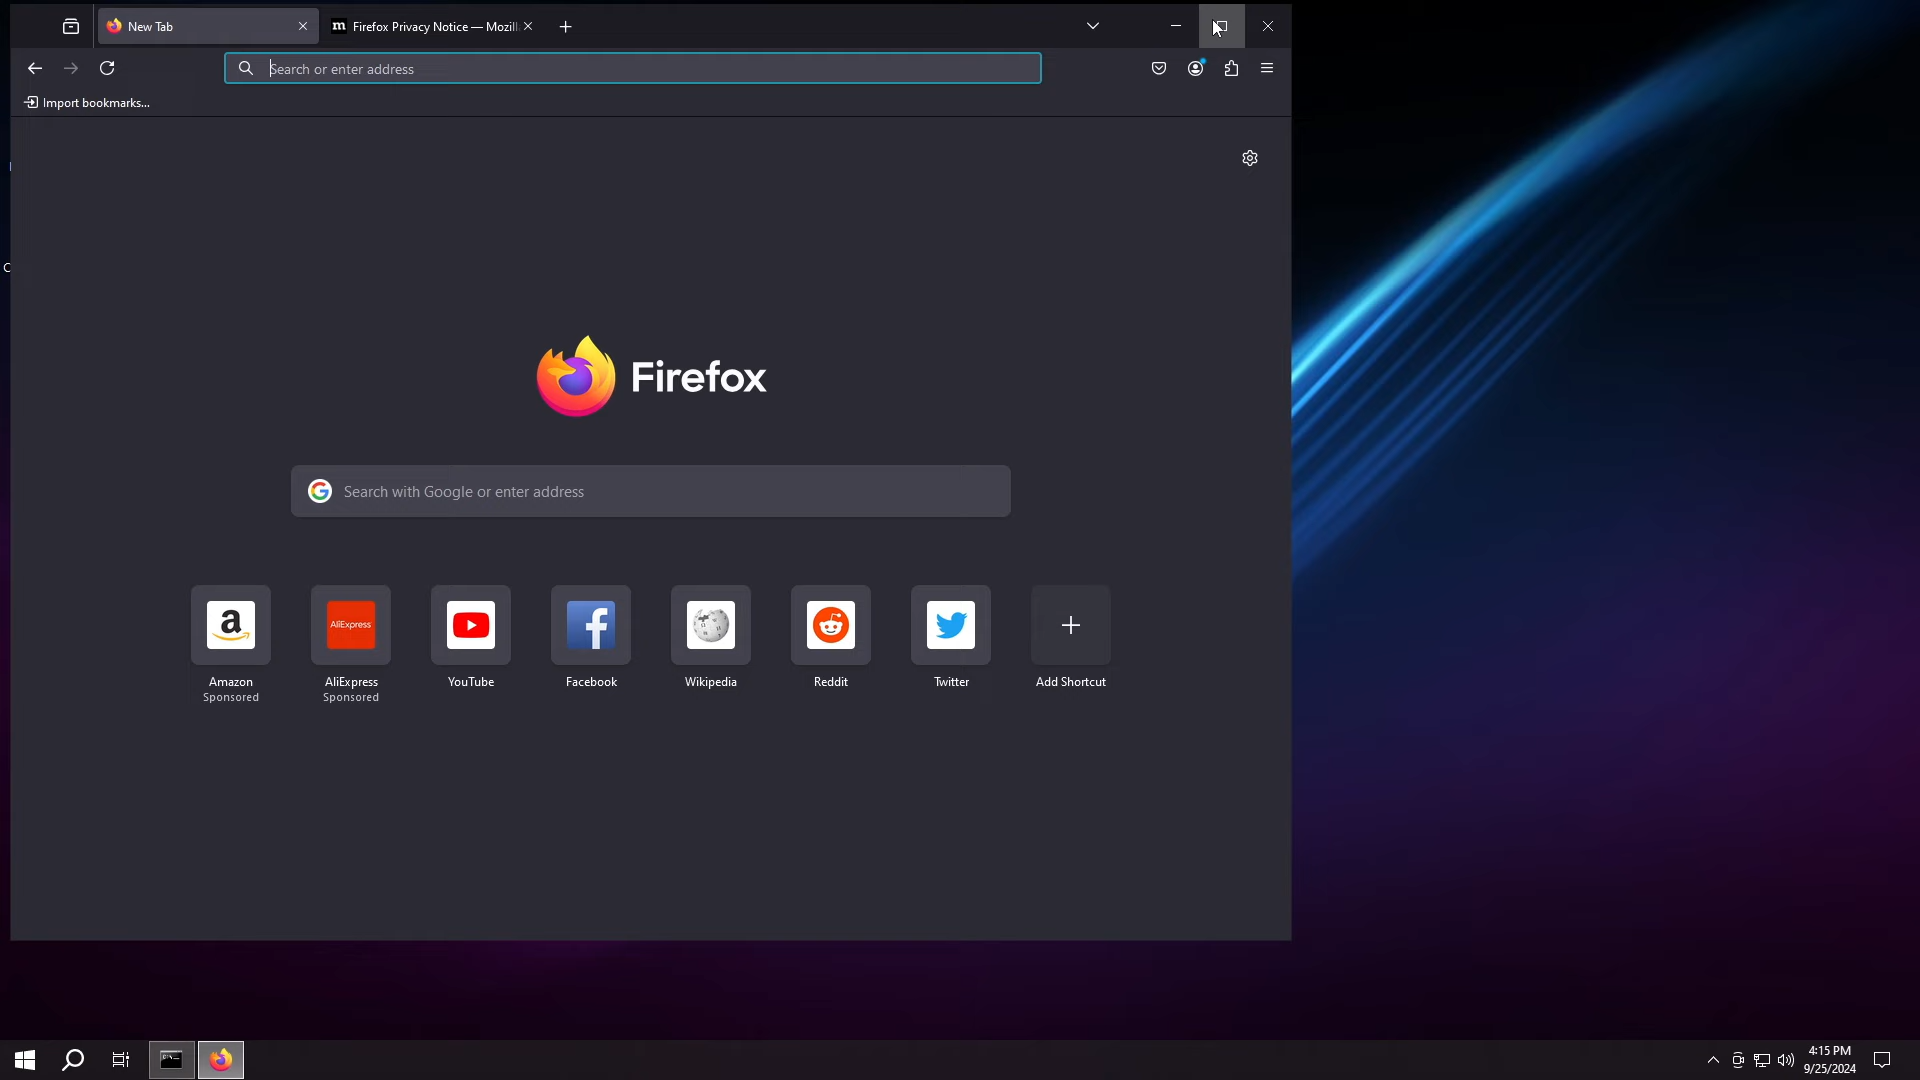 New Tab
Firefox Privacy Notice — Mozill
Search or enter address
Import bookmarks...
Firefox
Search with Google or enter address
a
AliExpress
Amazon
Sponsored
AliExpress
Sponsored
YouTube
Facebook
Wikipedia
Reddit
Twitter
Add Shortcut
4:15 PM
9/25/2024